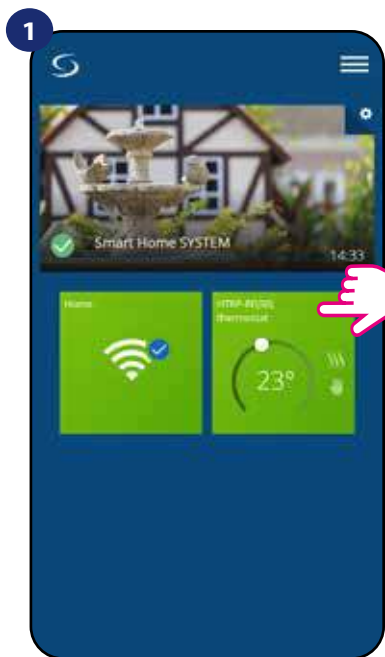 1
Smart Home SYSTEM
14:33
Home
HTRP-RF(50)
thermostat
23°